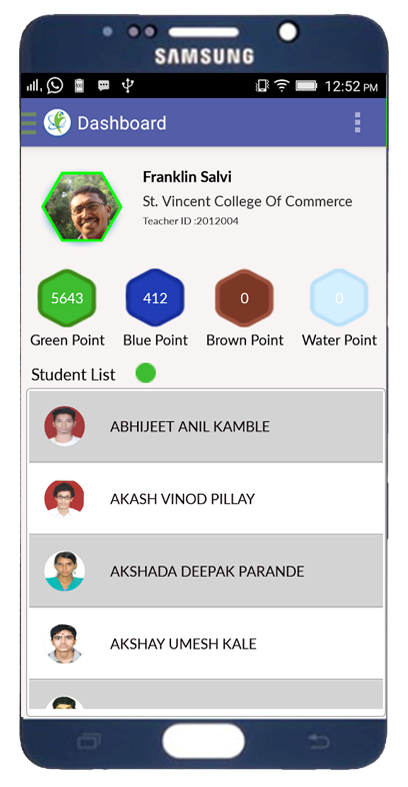 SAMSUNG
12:52 PM
Dashboard
Franklin Salvi
St. Vincent College Of Commerce
Teacher ID :2012004
5643 412 0 0
Green Point Blue Point Brown Point Water Point
Student List
ABHIJEET ANIL KAMBLE
AKASH VINOD PILLAY
AKSHADA DEEPAK PARANDE
AKSHAY UMESH KALE